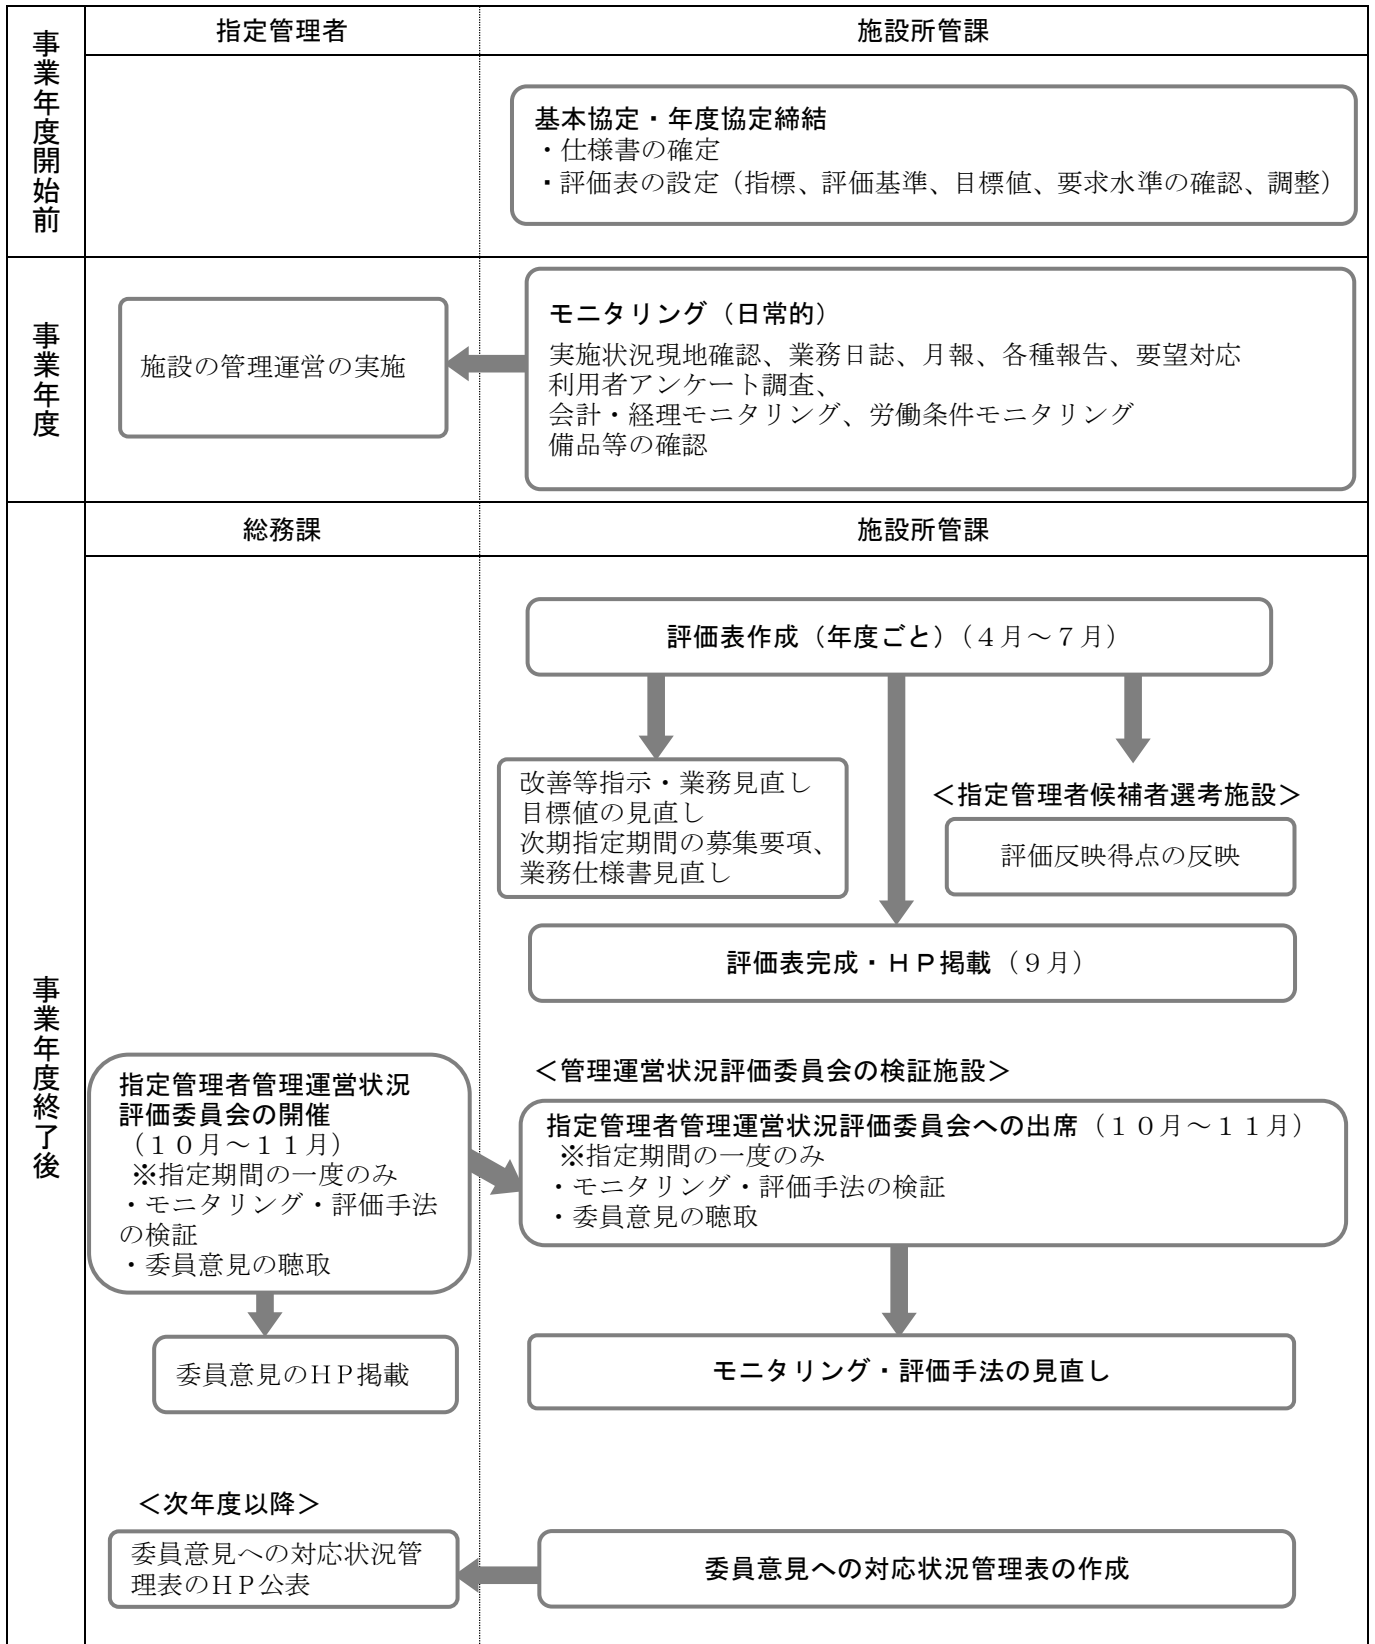 事業年度開始前
指定管理者
施設所管課
基本協定・年度協定締結
・仕様書の確定
・評価表の設定（指標、評価基準、目標値、要求水準の確認、調整）
事業年度
施設の管理運営の実施
モニタリング（日常的）
実施状況現地確認、業務日誌、月報、各種報告、要望対応
利用者アンケート調査、
会計・経理モニタリング、労働条件モニタリング
備品等の確認
事業年度終了後
総務課
施設所管課
評価表作成（年度ごと）（４月～７月）
改善等指示・業務見直し
目標値の見直し
次期指定期間の募集要項、
業務仕様書見直し
＜指定管理者候補者選考施設＞
評価反映得点の反映
評価表完成・ＨＰ掲載（９月）
指定管理者管理運営状況
評価委員会の開催
（１０月～１１月）
※指定期間の一度のみ
・モニタリング・評価手法
の検証
・委員意見の聴取
＜管理運営状況評価委員会の検証施設＞
指定管理者管理運営状況評価委員会への出席（１０月～１１月）
※指定期間の一度のみ
・モニタリング・評価手法の検証
・委員意見の聴取
委員意見のＨＰ掲載
モニタリング・評価手法の見直し
＜次年度以降＞
委員意見への対応状況管
理表のＨＰ公表
委員意見への対応状況管理表の作成